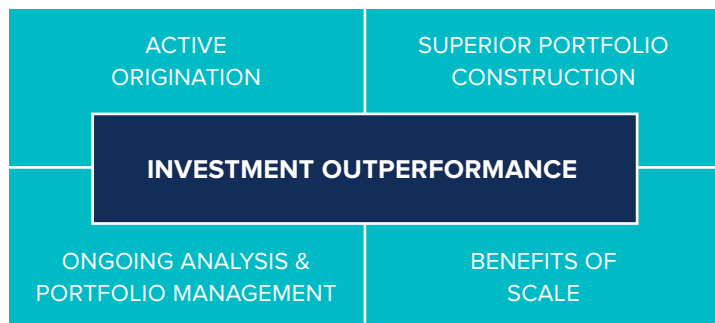 ACTIVE
ORIGINATION
SUPERIOR PORTFOLIO
CONSTRUCTION
INVESTMENT OUTPERFORMANCE
ONGOING ANALYSIS &
PORTFOLIO MANAGEMENT
BENEFITS OF
SCALE